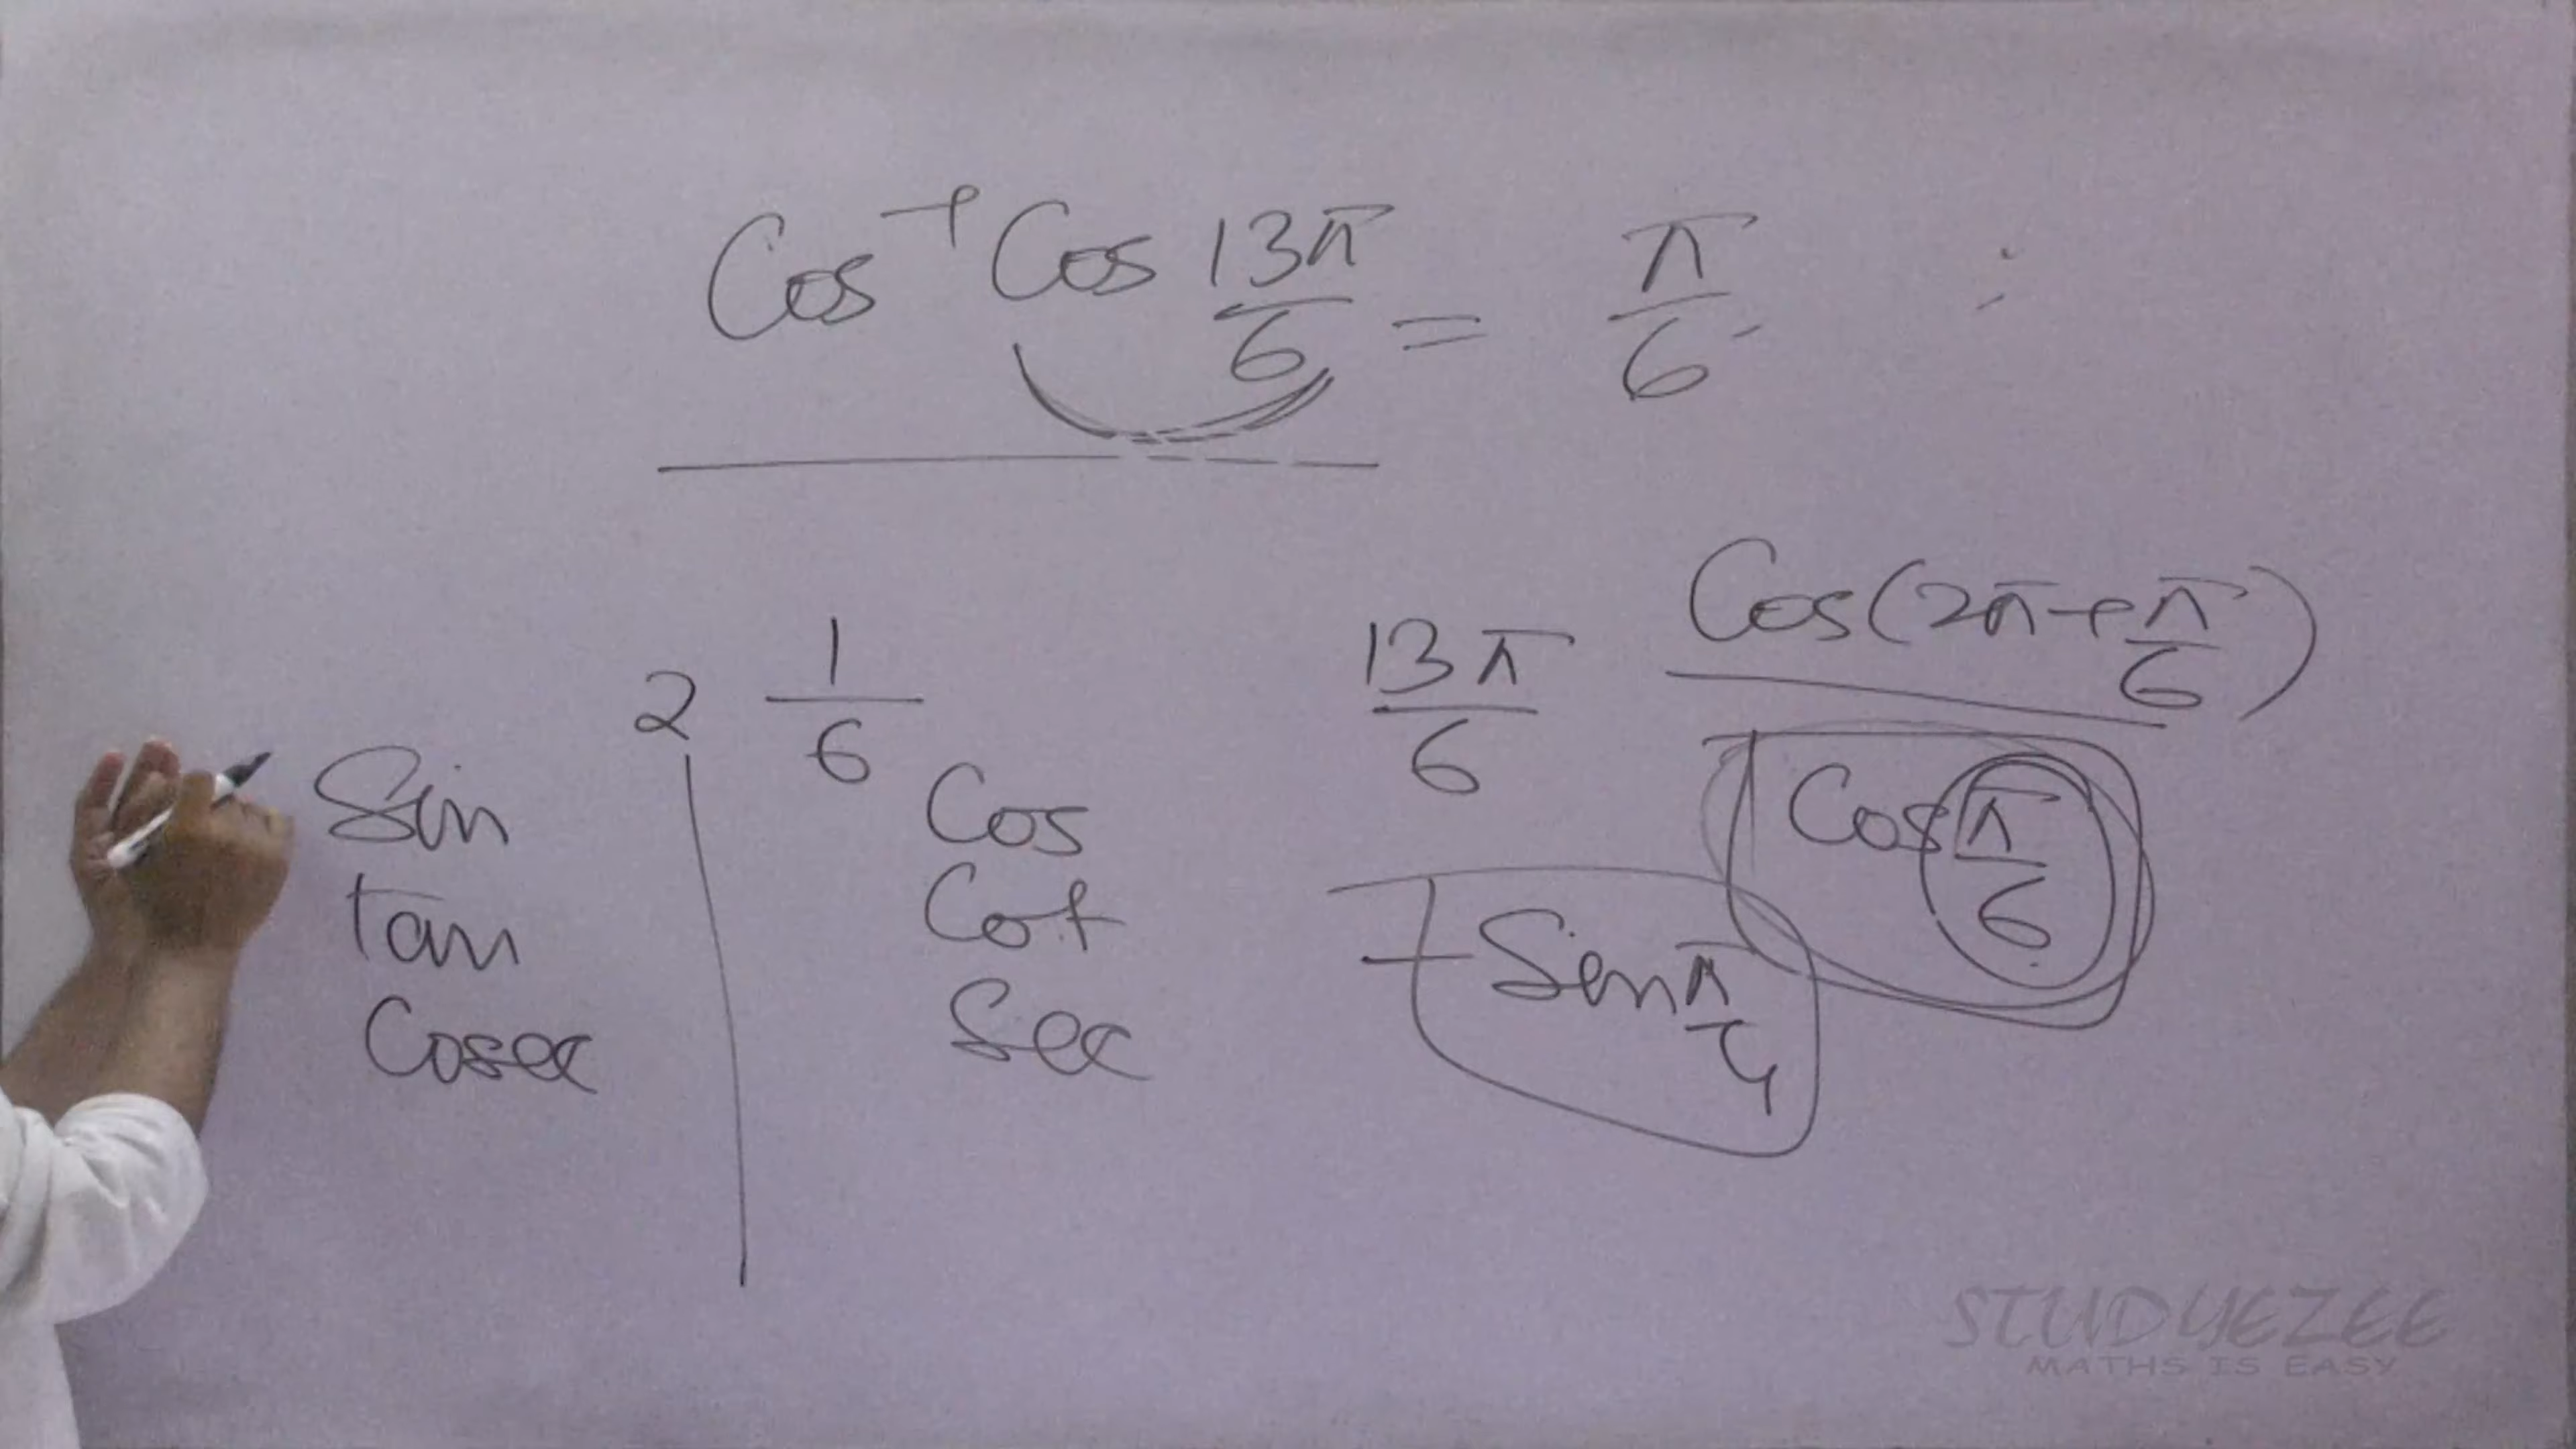 Cos⁻¹ Cos 13π/6 = π/6
Cos(2π+π/6)
2 1/6
13π/6
Sin
Cos
Cos π/6
tan
Cot
- Sin π/4
Cosec
Sec
STUDYEZEE
MATHS IS EASY